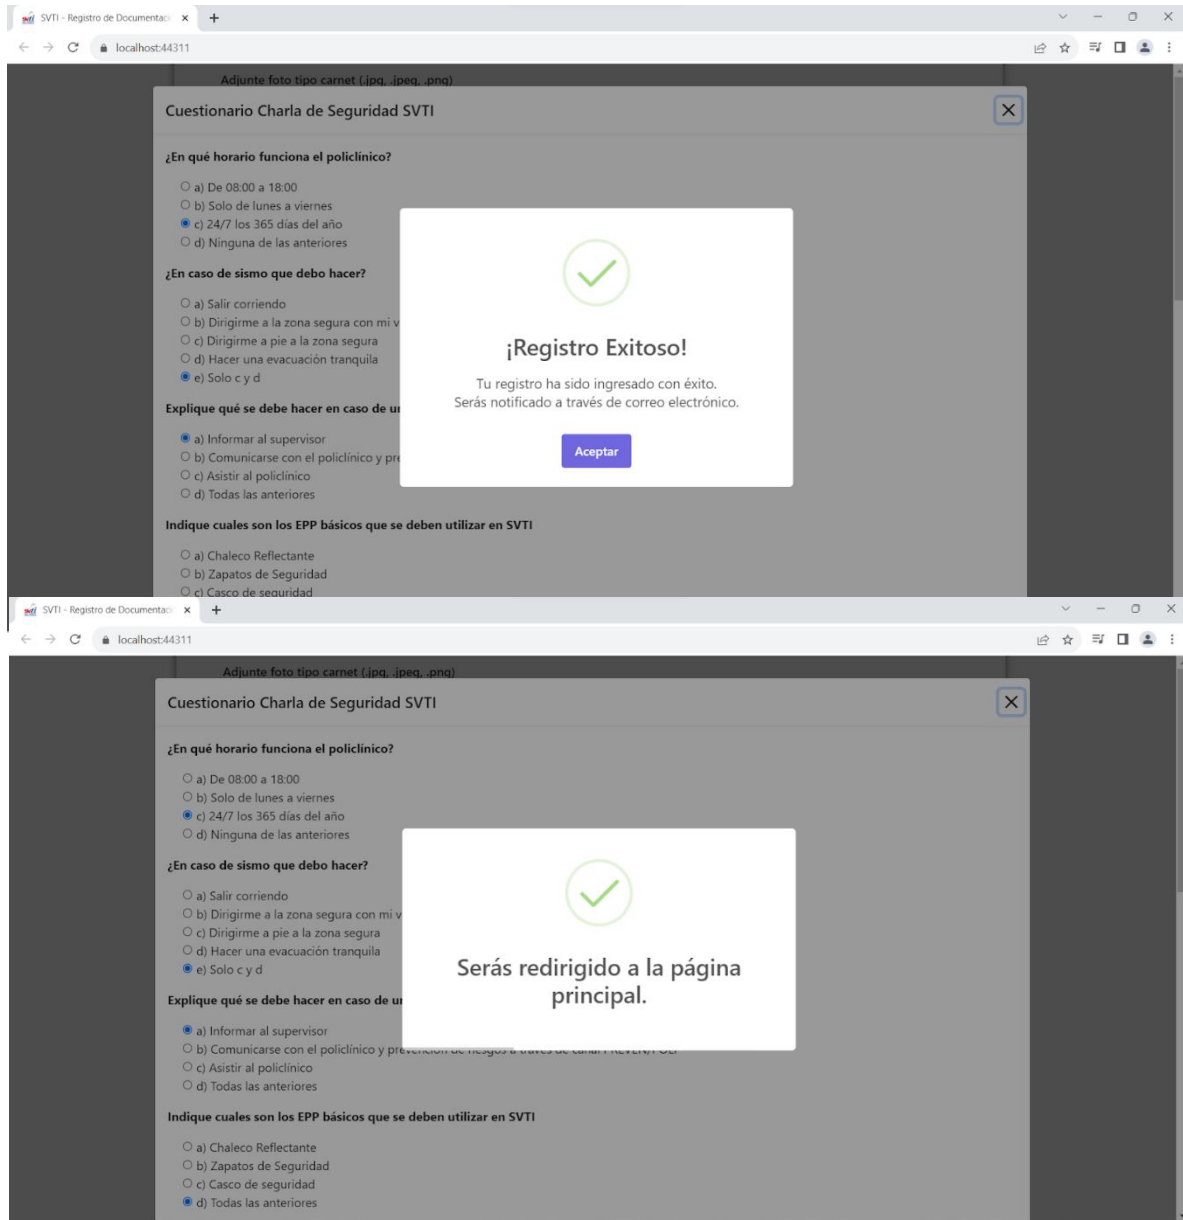 SVTI - Registro de Documentaci
localhost:44311
Adjunte foto tipo carnet (.jpg, .jpeg, .png)
Cuestionario Charla de Seguridad SVTI
¿En qué horario funciona el policlínico?
a) De 08:00 a 18:00
b) Solo de lunes a viernes
c) 24/7 los 365 días del año
d) Ninguna de las anteriores
¿En caso de sismo que debo hacer?
a) Salir corriendo
b) Dirigirme a la zona segura con mi v
c) Dirigirme a pie a la zona segura
d) Hacer una evacuación tranquila
e) Solo c y d
Explique qué se debe hacer en caso de un
a) Informar al supervisor
b) Comunicarse con el policlínico y pre
c) Asistir al policlínico
d) Todas las anteriores
Indique cuales son los EPP básicos que se deben utilizar en SVTI
a) Chaleco Reflectante
b) Zapatos de Seguridad
c) Casco de seguridad
¡Registro Exitoso!
Tu registro ha sido ingresado con éxito.
Serás notificado a través de correo electrónico.
Aceptar
SVTI - Registro de Documentaci
localhost:44311
Adjunte foto tipo carnet (.jpg, .jpeg, .png)
Cuestionario Charla de Seguridad SVTI
¿En qué horario funciona el policlínico?
a) De 08:00 a 18:00
b) Solo de lunes a viernes
c) 24/7 los 365 días del año
d) Ninguna de las anteriores
¿En caso de sismo que debo hacer?
a) Salir corriendo
b) Dirigirme a la zona segura con mi v
c) Dirigirme a pie a la zona segura
d) Hacer una evacuación tranquila
e) Solo c y d
Explique qué se debe hacer en caso de un
a) Informar al supervisor
b) Comunicarse con el policlínico y prevención de riesgos a través de canal PREVEN/POLI
c) Asistir al policlínico
d) Todas las anteriores
Indique cuales son los EPP básicos que se deben utilizar en SVTI
a) Chaleco Reflectante
b) Zapatos de Seguridad
c) Casco de seguridad
d) Todas las anteriores
Serás redirigido a la página
principal.